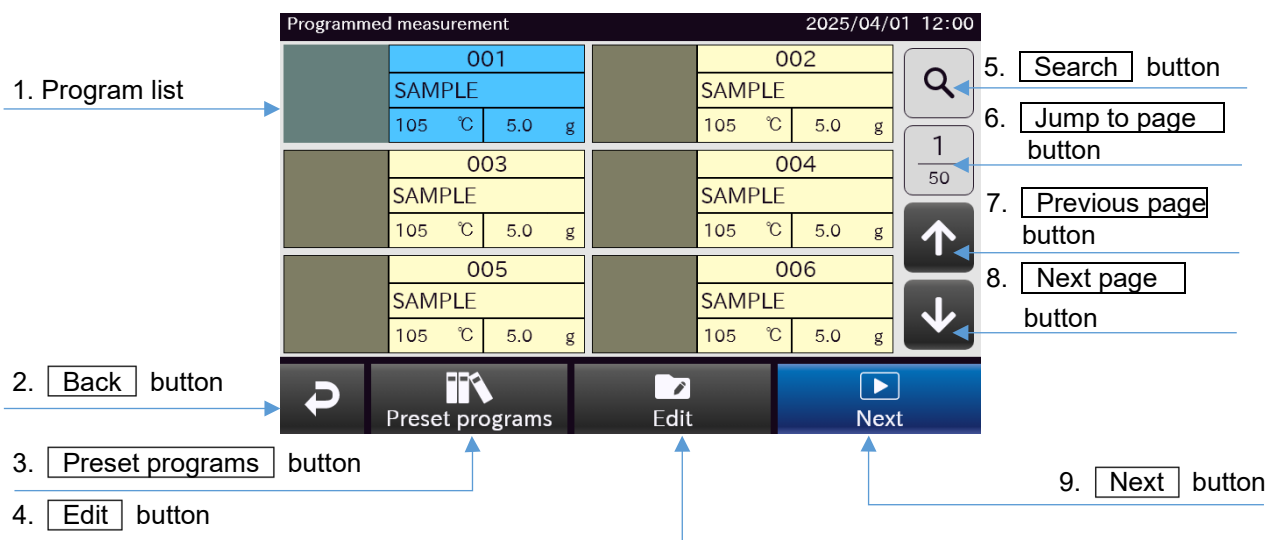 Programmed measurement 2025/04/01 12:00
1. Program list
001
SAMPLE
105 ℃ 5.0 g
002
SAMPLE
105 ℃ 5.0 g
003
SAMPLE
105 ℃ 5.0 g
004
SAMPLE
105 ℃ 5.0 g
005
SAMPLE
105 ℃ 5.0 g
006
SAMPLE
105 ℃ 5.0 g
1
50
5. Search button
6. Jump to page
button
7. Previous page
button
8. Next page
button
2. Back button
Preset programs
Edit
Next
3. Preset programs button
4. Edit button
9. Next button